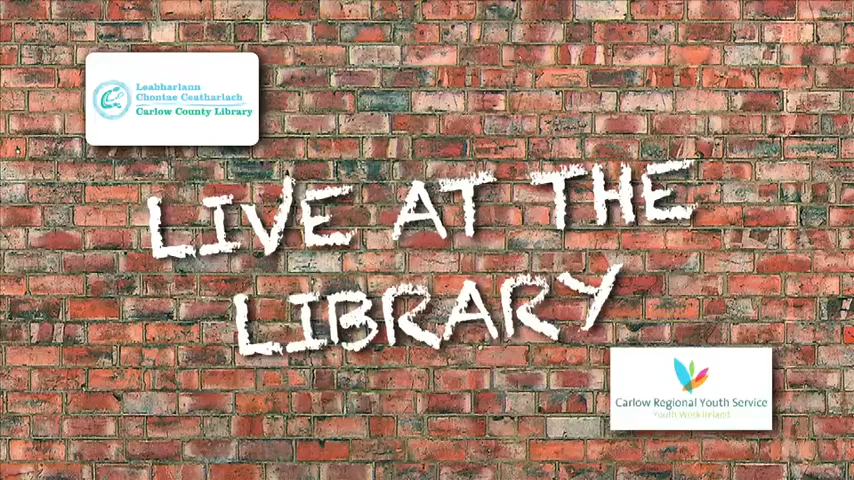 Leabharlann
Chontae Ceatharlach
Carlow County Library
LIVE AT THE
LIBRARY
Carlow Regional Youth Service
Youth Work Ireland